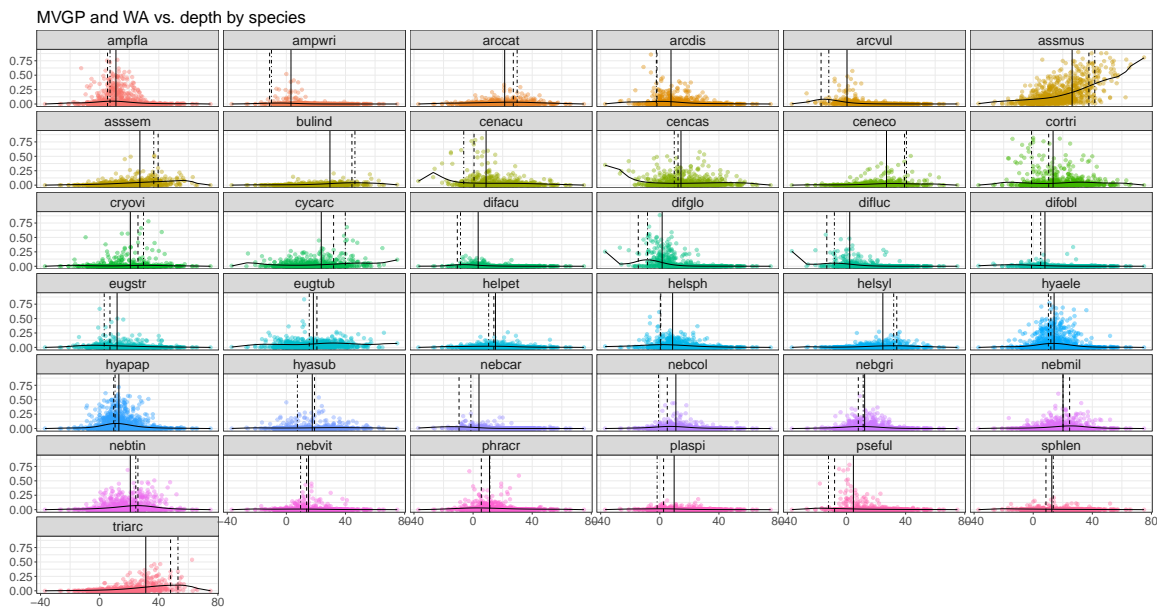 MVGP and WA vs. depth by species
ampfla ampwri arccat arcdis arcvul assmus
0.75
0.50
0.25
0.00
asssem bulind cenacu cencas ceneco cortri
0.75
0.50
0.25
0.00
cryovi cycarc difacu difglo difluc difobl
0.75
0.50
0.25
0.00
eugstr eugtub helpet helsph helsyl hyaele
0.75
0.50
0.25
0.00
hyapap hyasub nebcar nebcol nebgri nebmil
0.75
0.50
0.25
0.00
nebtin nebvit phracr plaspi pseful sphlen
0.75
0.50
0.25
0.00
−40 0 40 80 −40 0 40 80 −40 0 40 80 −40 0 40 80 −40 0 40 80
triarc
0.75
0.50
0.25
0.00
−40 0 40 80